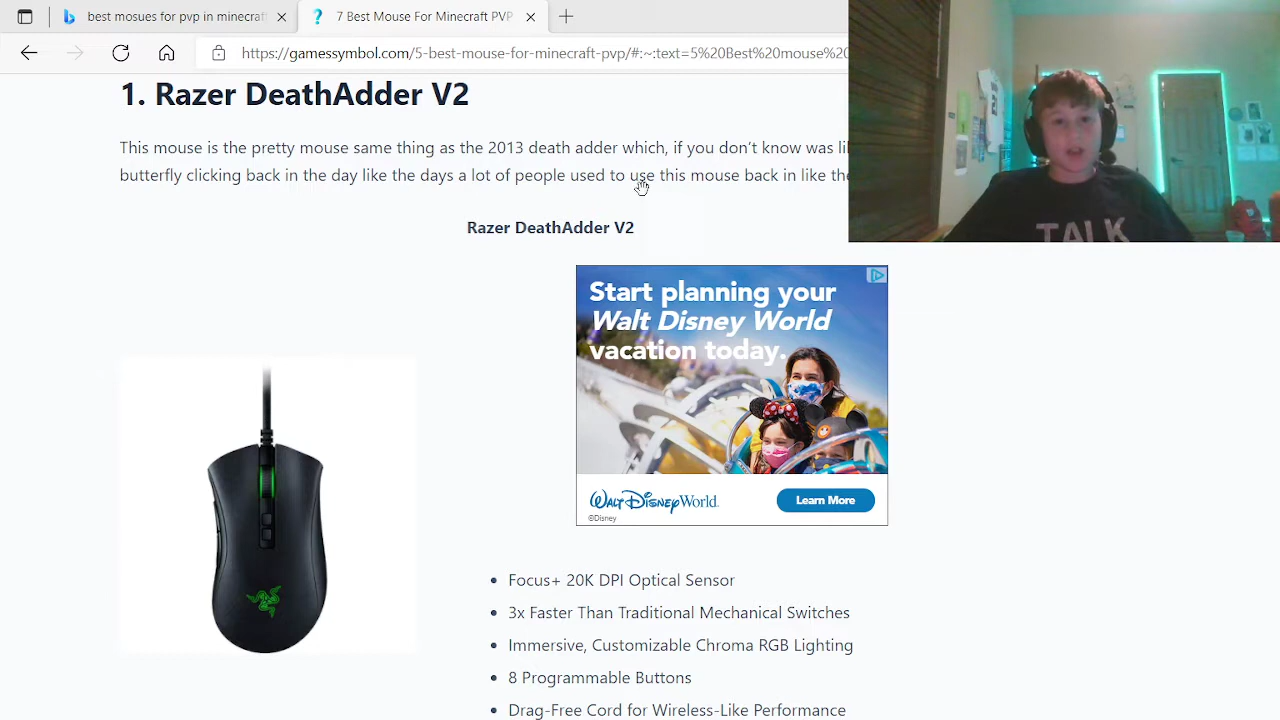 best mosues for pvp in minecraft
7 Best Mouse For Minecraft PVP
https://gamessymbol.com/5-best-mouse-for-minecraft-pvp/#:~:text=5%20Best%20mouse%20
1. Razer DeathAdder V2
This mouse is the pretty mouse same thing as the 2013 death adder which, if you don’t know was li
butterfly clicking back in the day like the days a lot of people used to use this mouse back in like the
TALK
Razer DeathAdder V2
Start planning your
Walt Disney World
vacation today.
WALT DISNEY World
Learn More
©Disney
Focus+ 20K DPI Optical Sensor
3x Faster Than Traditional Mechanical Switches
Immersive, Customizable Chroma RGB Lighting
8 Programmable Buttons
Drag-Free Cord for Wireless-Like Performance